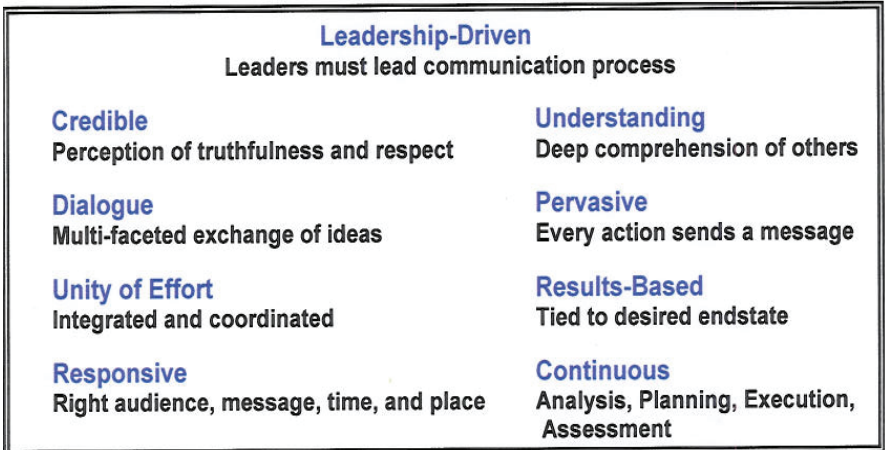 Leadership-Driven
Leaders must lead communication process
Credible
Perception of truthfulness and respect
Dialogue
Multi-faceted exchange of ideas
Unity of Effort
Integrated and coordinated
Responsive
Right audience, message, time, and place
Understanding
Deep comprehension of others
Pervasive
Every action sends a message
Results-Based
Tied to desired endstate
Continuous
Analysis, Planning, Execution,
Assessment